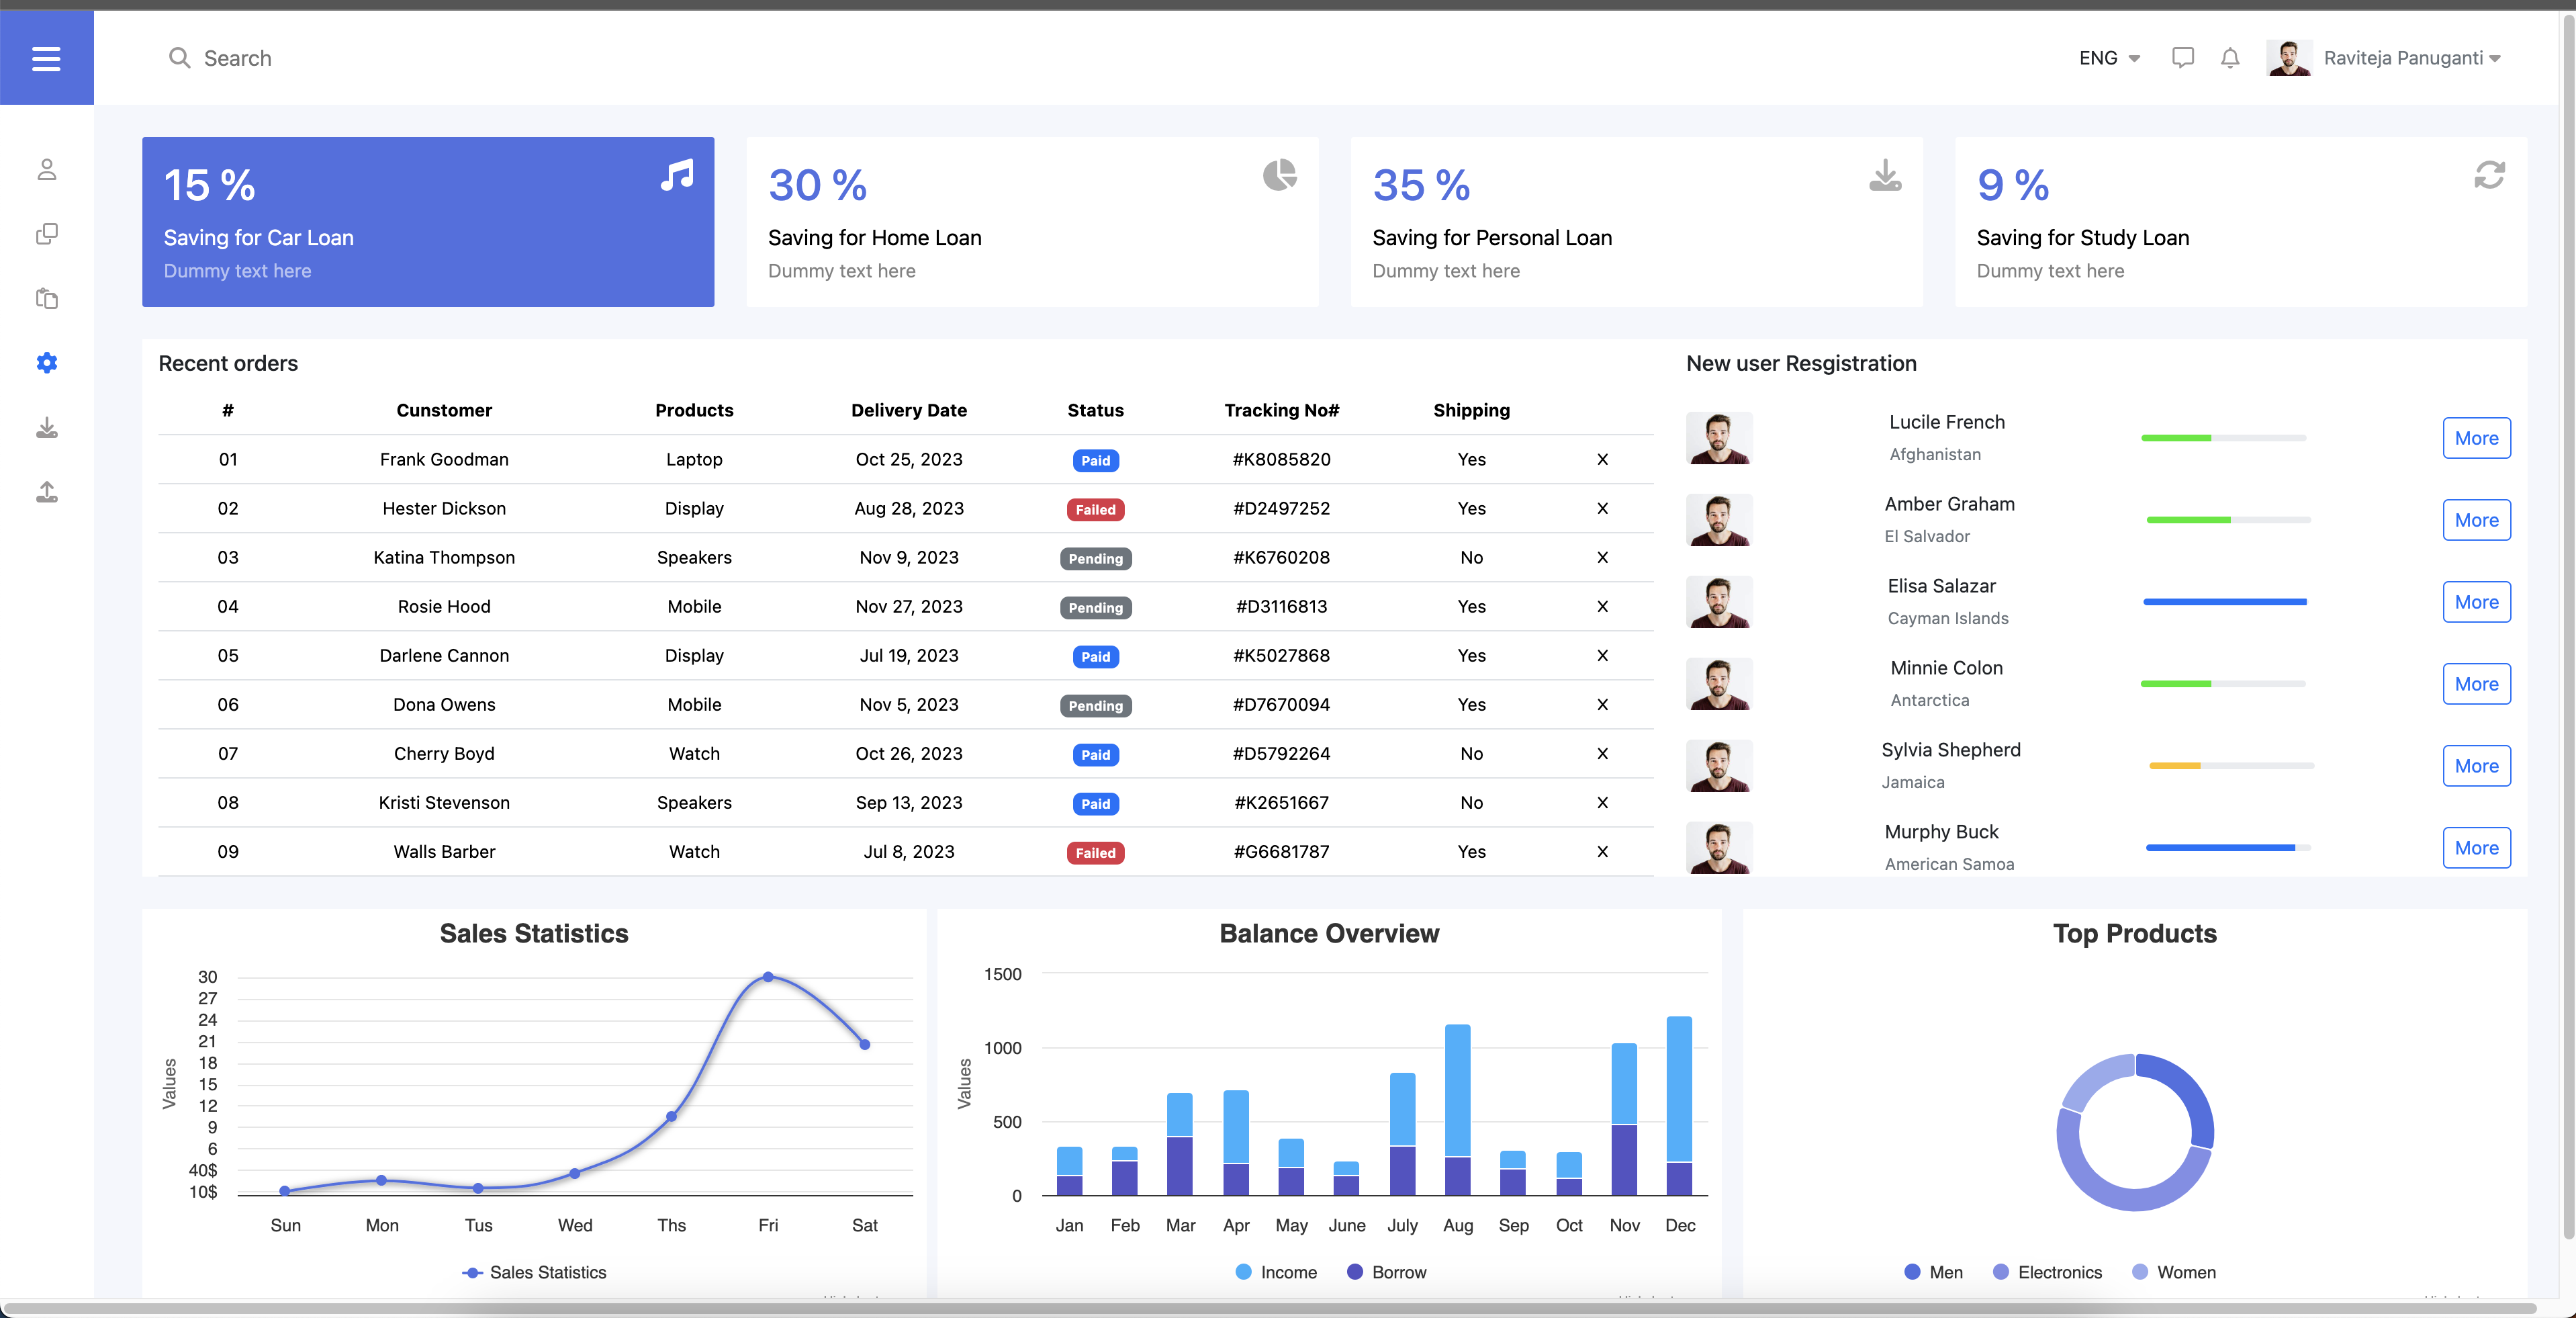 Search
ENG
Raviteja Panuganti
15 %
Saving for Car Loan
Dummy text here
30 %
Saving for Home Loan
Dummy text here
35 %
Saving for Personal Loan
Dummy text here
9 %
Saving for Study Loan
Dummy text here
Recent orders
# Cunstomer Products Delivery Date Status Tracking No# Shipping
01 Frank Goodman Laptop Oct 25, 2023 Paid #K8085820 Yes X
02 Hester Dickson Display Aug 28, 2023 Failed #D2497252 Yes X
03 Katina Thompson Speakers Nov 9, 2023 Pending #K6760208 No X
04 Rosie Hood Mobile Nov 27, 2023 Pending #D3116813 Yes X
05 Darlene Cannon Display Jul 19, 2023 Paid #K5027868 Yes X
06 Dona Owens Mobile Nov 5, 2023 Pending #D7670094 Yes X
07 Cherry Boyd Watch Oct 26, 2023 Paid #D5792264 No X
08 Kristi Stevenson Speakers Sep 13, 2023 Paid #K2651667 No X
09 Walls Barber Watch Jul 8, 2023 Failed #G6681787 Yes X
New user Resgistration
Lucile French
Afghanistan
More
Amber Graham
El Salvador
More
Elisa Salazar
Cayman Islands
More
Minnie Colon
Antarctica
More
Sylvia Shepherd
Jamaica
More
Murphy Buck
American Samoa
More
Sales Statistics
Values
30
27
24
21
18
15
12
9
6
40$
10$
Sun Mon Tus Wed Ths Fri Sat
Sales Statistics
Balance Overview
Values
1500
1000
500
0
Jan Feb Mar Apr May June July Aug Sep Oct Nov Dec
Income Borrow
Top Products
Men Electronics Women